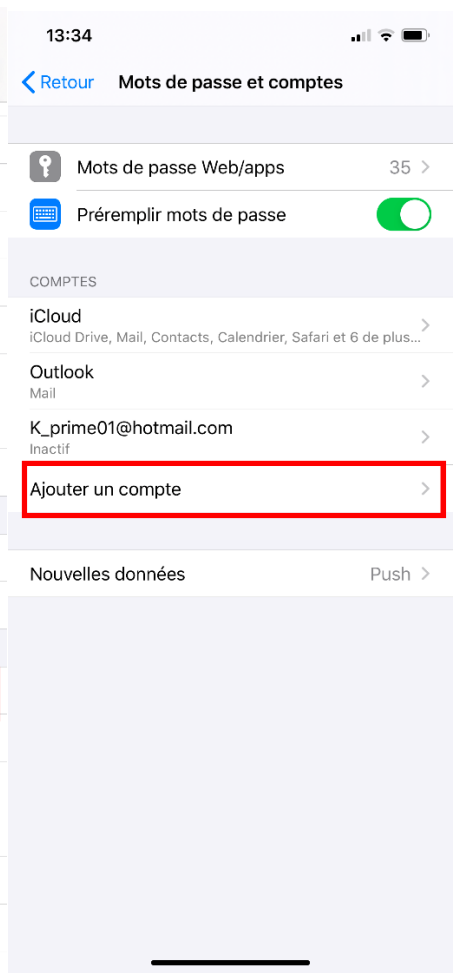 13:34
Retour Mots de passe et comptes
Mots de passe Web/apps 35
Préremplir mots de passe
COMPTES
iCloud
iCloud Drive, Mail, Contacts, Calendrier, Safari et 6 de plus...
Outlook
Mail
K_prime01@hotmail.com
Inactif
Ajouter un compte
Nouvelles données Push